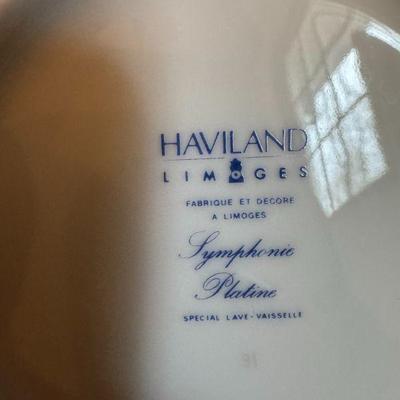 HAVILAND
LIMOGES
FABRIQUE ET DECORE
A LIMOGES
Symphonie
Platine
SPECIAL LAVE-VAISSELLE